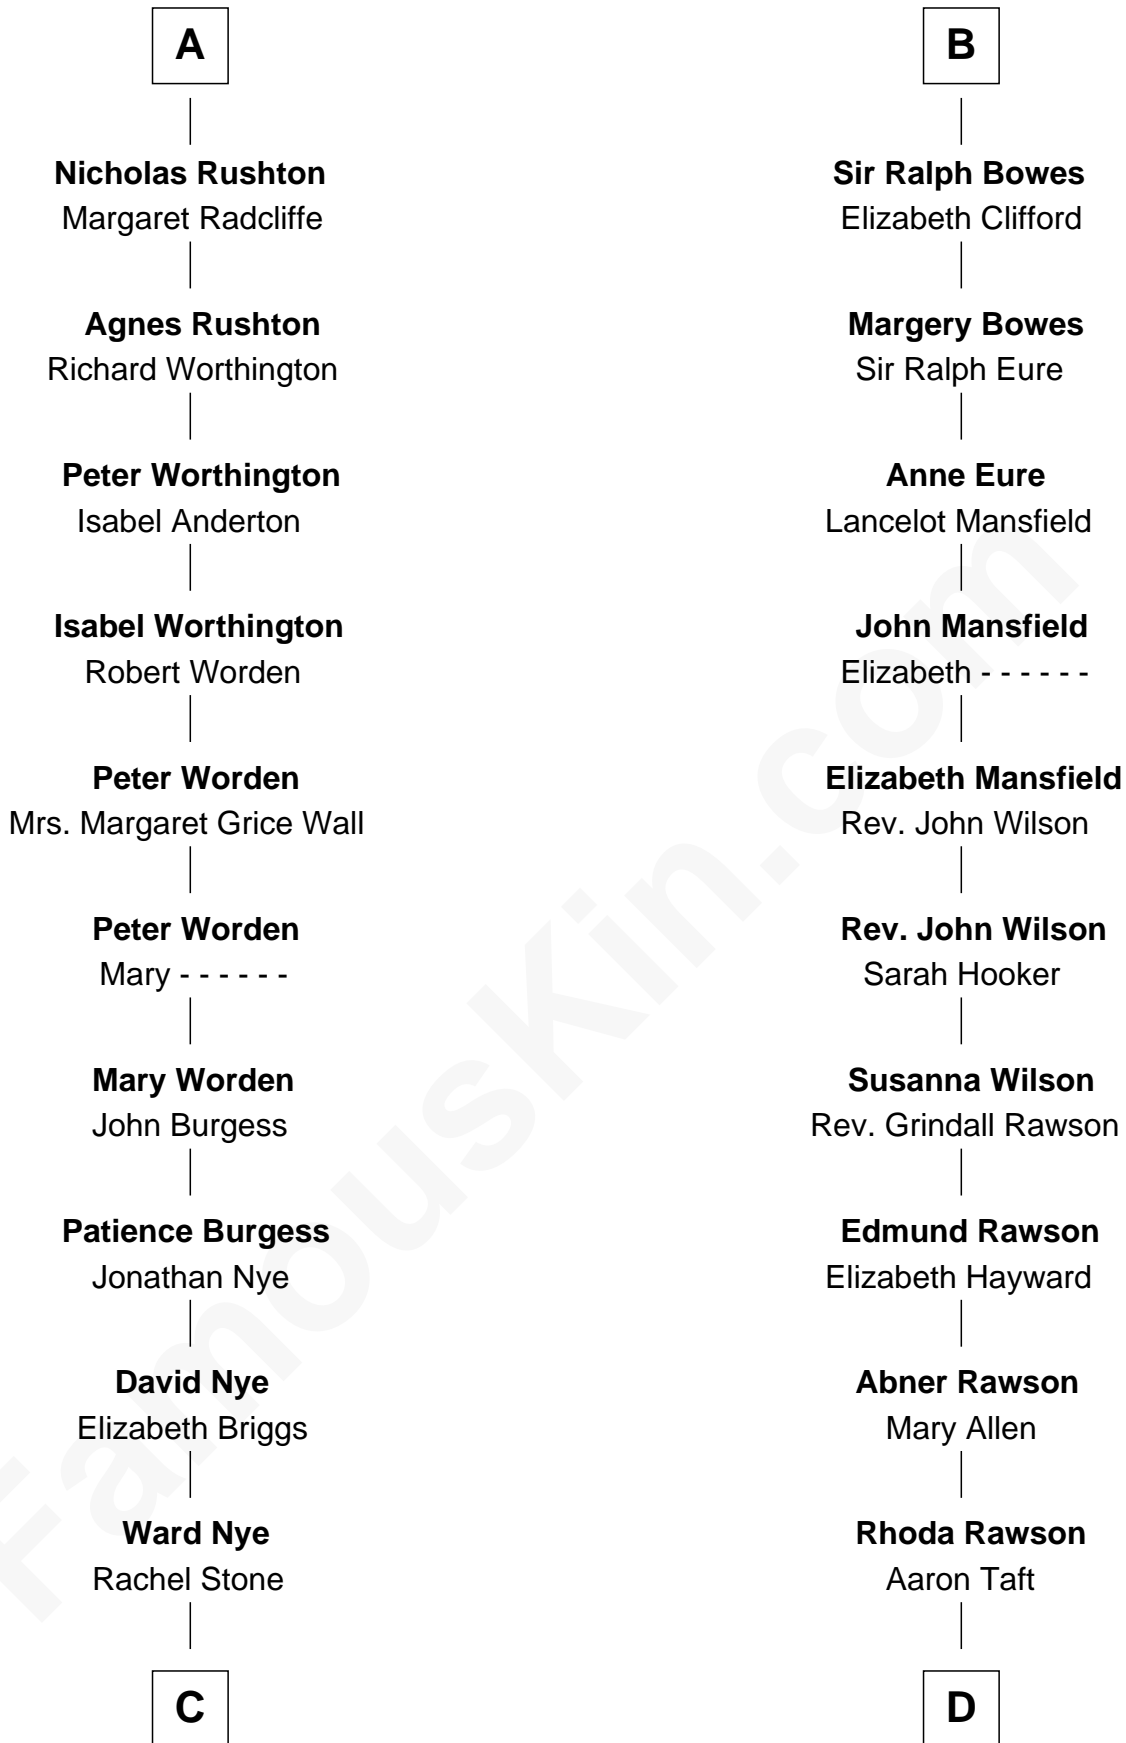 A
Nicholas Rushton
Margaret Radcliffe
Agnes Rushton
Richard Worthington
Peter Worthington
Isabel Anderton
Isabel Worthington
Robert Worden
Peter Worden
Mrs. Margaret Grice Wall
Peter Worden
Mary - - - - - -
Mary Worden
John Burgess
Patience Burgess
Jonathan Nye
David Nye
Elizabeth Briggs
Ward Nye
Rachel Stone
C
B
Sir Ralph Bowes
Elizabeth Clifford
Margery Bowes
Sir Ralph Eure
Anne Eure
Lancelot Mansfield
John Mansfield
Elizabeth - - - - - -
Elizabeth Mansfield
Rev. John Wilson
Rev. John Wilson
Sarah Hooker
Susanna Wilson
Rev. Grindall Rawson
Edmund Rawson
Elizabeth Hayward
Abner Rawson
Mary Allen
Rhoda Rawson
Aaron Taft
D
FamousKin.com